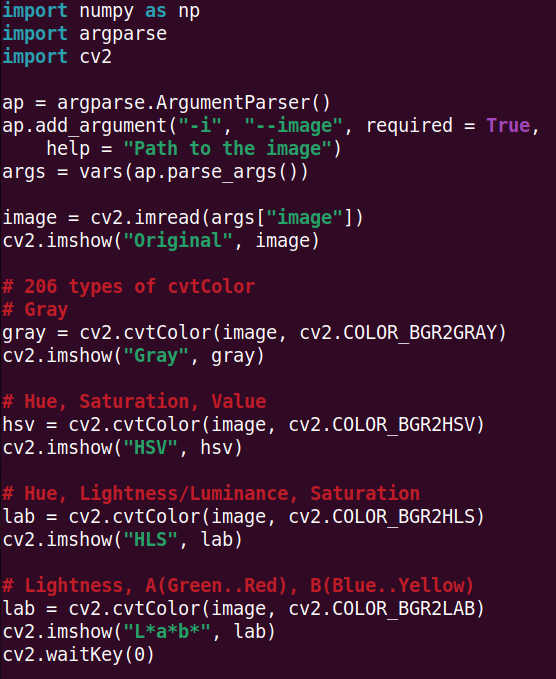 import numpy as np
import argparse
import cv2

ap = argparse.ArgumentParser()
ap.add_argument("-i", "--image", required = True,
    help = "Path to the image")
args = vars(ap.parse_args())

image = cv2.imread(args["image"])
cv2.imshow("Original", image)

# 206 types of cvtColor
# Gray
gray = cv2.cvtColor(image, cv2.COLOR_BGR2GRAY)
cv2.imshow("Gray", gray)

# Hue, Saturation, Value
hsv = cv2.cvtColor(image, cv2.COLOR_BGR2HSV)
cv2.imshow("HSV", hsv)

# Hue, Lightness/Luminance, Saturation
lab = cv2.cvtColor(image, cv2.COLOR_BGR2HLS)
cv2.imshow("HLS", lab)

# Lightness, A(Green..Red), B(Blue..Yellow)
lab = cv2.cvtColor(image, cv2.COLOR_BGR2LAB)
cv2.imshow("L*a*b*", lab)
cv2.waitKey(0)